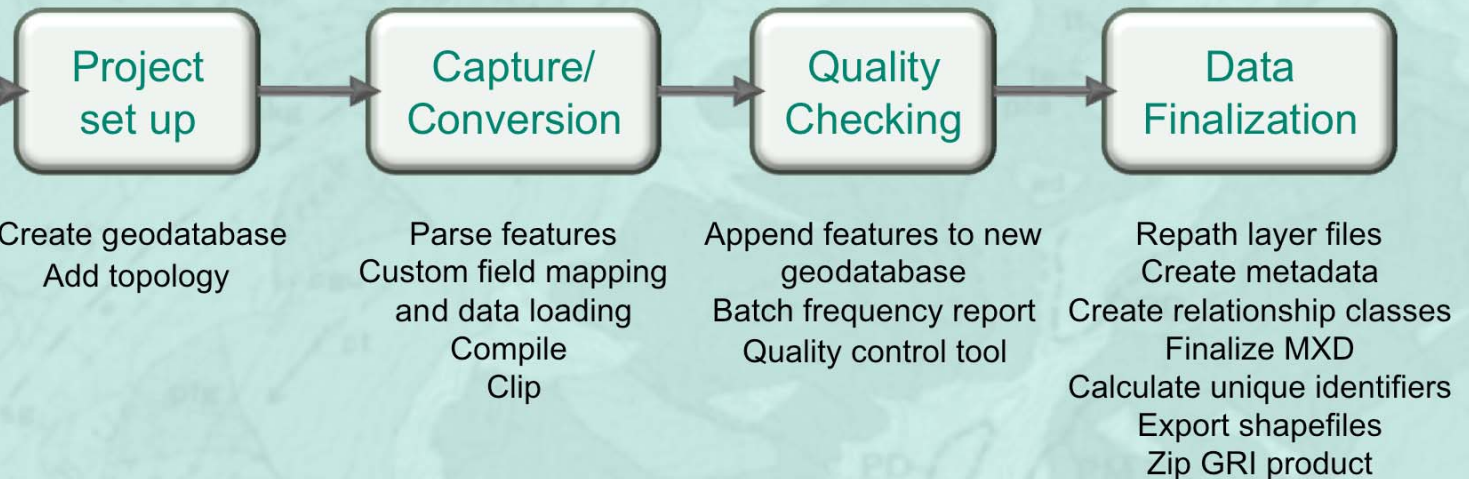 Project
set up
Capture/
Conversion
Quality
Checking
Data
Finalization
Create geodatabase
Add topology
Parse features
Custom field mapping
and data loading
Compile
Clip
Append features to new
geodatabase
Batch frequency report
Quality control tool
Repath layer files
Create metadata
Create relationship classes
Finalize MXD
Calculate unique identifiers
Export shapefiles
Zip GRI product